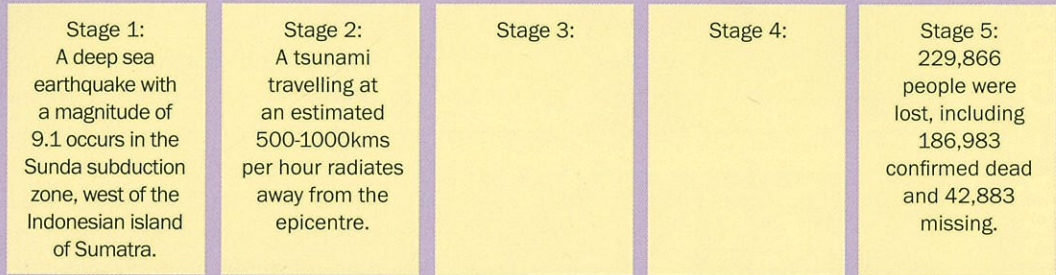 Stage 1:
A deep sea
earthquake with
a magnitude of
9.1 occurs in the
Sunda subduction
zone, west of the
Indonesian island
of Sumatra.
Stage 2:
A tsunami
travelling at
an estimated
500-1000kms
per hour radiates
away from the
epicentre.
Stage 3:
Stage 4:
Stage 5:
229,866
people were
lost, including
186,983
confirmed dead
and 42,883
missing.